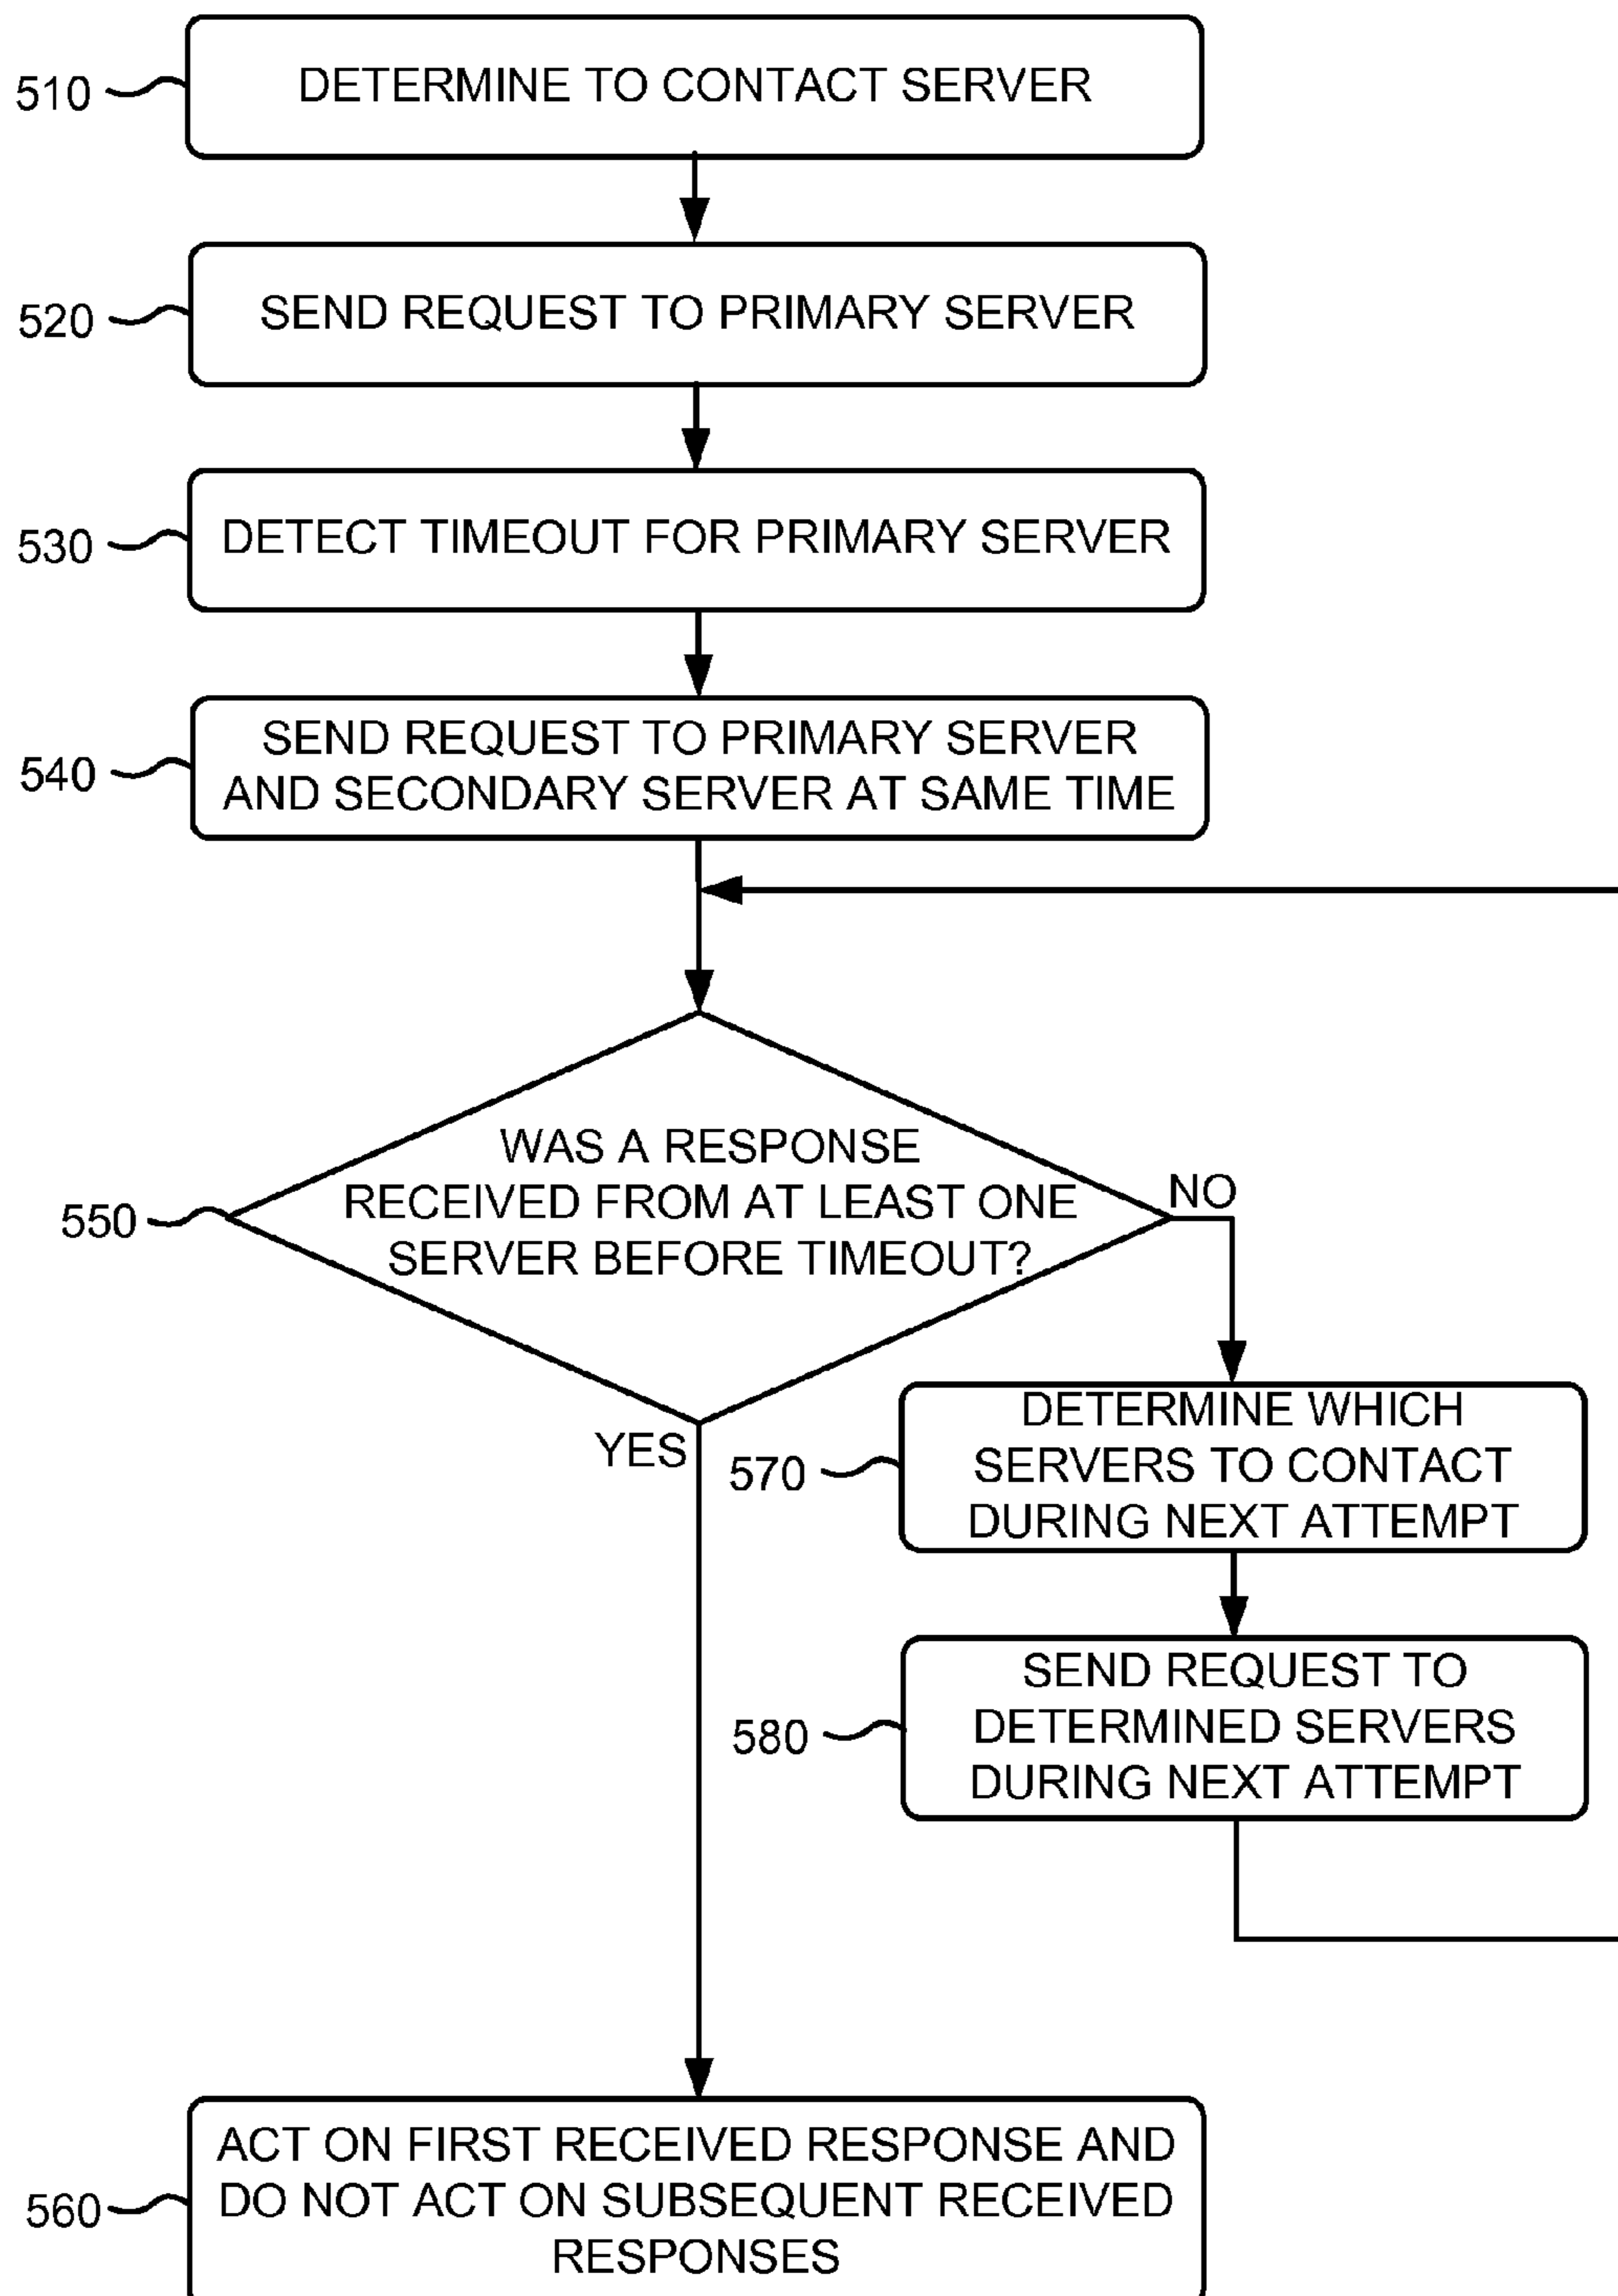 510
DETERMINE TO CONTACT SERVER
520
SEND REQUEST TO PRIMARY SERVER
530
DETECT TIMEOUT FOR PRIMARY SERVER
540
SEND REQUEST TO PRIMARY SERVER
AND SECONDARY SERVER AT SAME TIME
550
WAS A RESPONSE
RECEIVED FROM AT LEAST ONE
SERVER BEFORE TIMEOUT?
NO
YES
570
DETERMINE WHICH
SERVERS TO CONTACT
DURING NEXT ATTEMPT
580
SEND REQUEST TO
DETERMINED SERVERS
DURING NEXT ATTEMPT
560
ACT ON FIRST RECEIVED RESPONSE AND
DO NOT ACT ON SUBSEQUENT RECEIVED
RESPONSES